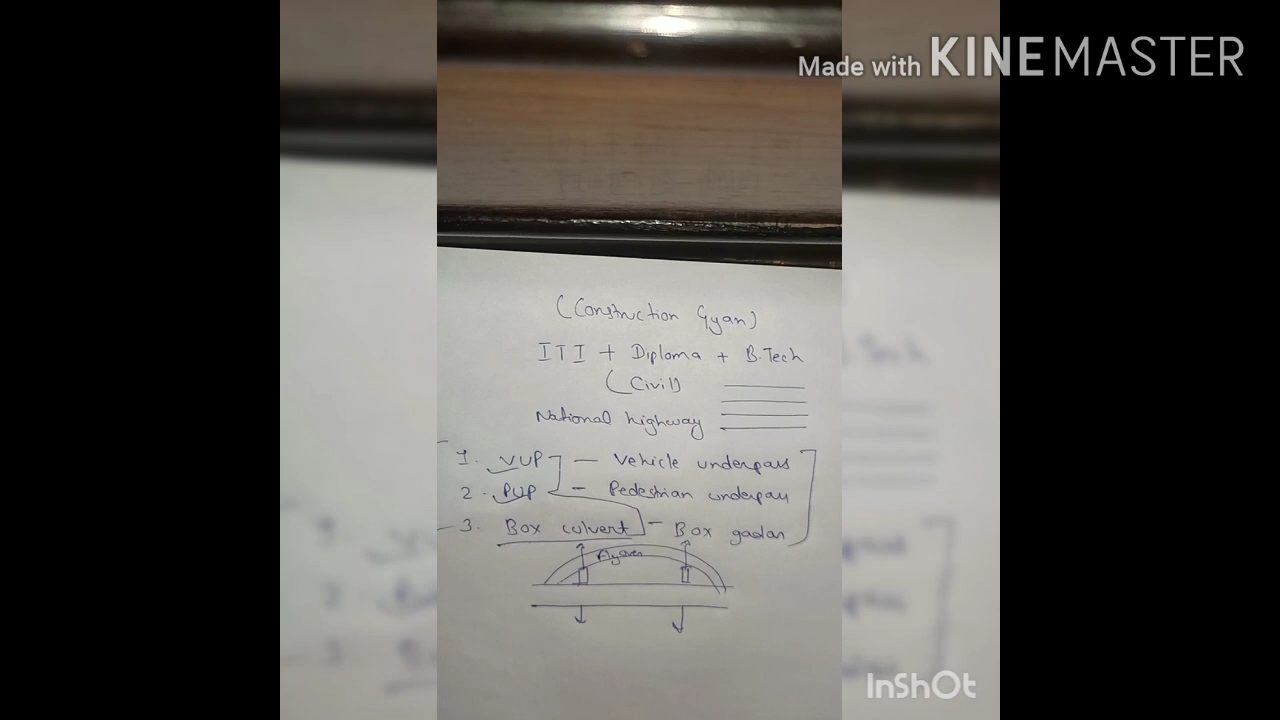 Made with KINEMASTER
(Construction Gyan)
ITI + Diploma + B.Tech
(Civil)
National highway
1. VUP — Vehicle underpass
2. PUP — Pedestrian underpass
3. Box culvert — Box
Flyover
InShOt